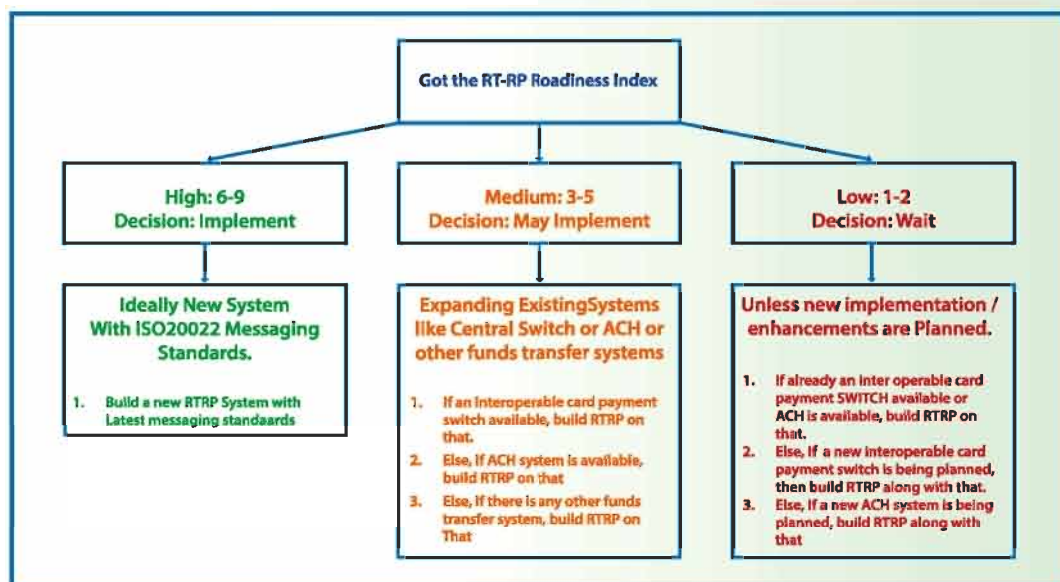 Got the RT-RP Roadiness Index
High: 6-9
Decision: Implement
Medium: 3-5
Decision: May Implement
Low: 1-2
Decision: Wait
Ideally New System
With ISO20022 Messaging
Standards.
1. Build a new RTRP System with
Latest messaging standaards
Expanding ExistingSystems
like Central Switch or ACH or
other funds transfer systems
1. If an interoperable card payment
switch available, build RTRP on
that.
2. Else, if ACH system is available,
build RTRP on that
3. Else, if there is any other funds
transfer system, build RTRP on
That
Unless new implementation /
enhancements are Planned.
1. If already an inter operable card
payment SWITCH available or
ACH is available, build RTRP on
that.
2. Else, if a new interoperable card
payment switch is being planned,
then build RTRP along with that.
3. Else, if a new ACH system is being
planned, build RTRP along with
that